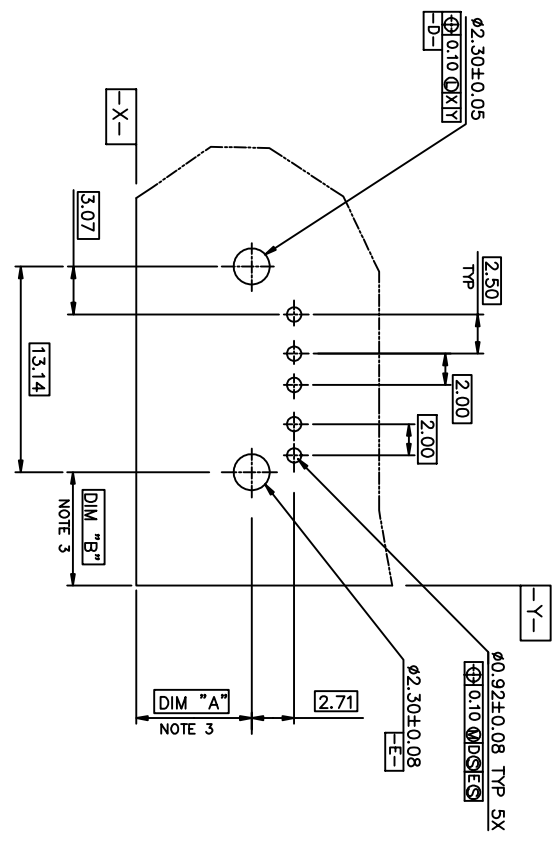 ø2.30±0.05
⌖ 0.10 Ⓛ X Y
-D-
-X-
3.07
13.14
2.50
TYP
2.00
2.00
-Y-
DIM "B"
NOTE 3
DIM "A"
NOTE 3
2.71
ø2.30±0.08
-E-
ø0.92±0.08 TYP 5X
⌖ 0.10 Ⓜ D Ⓢ E Ⓢ